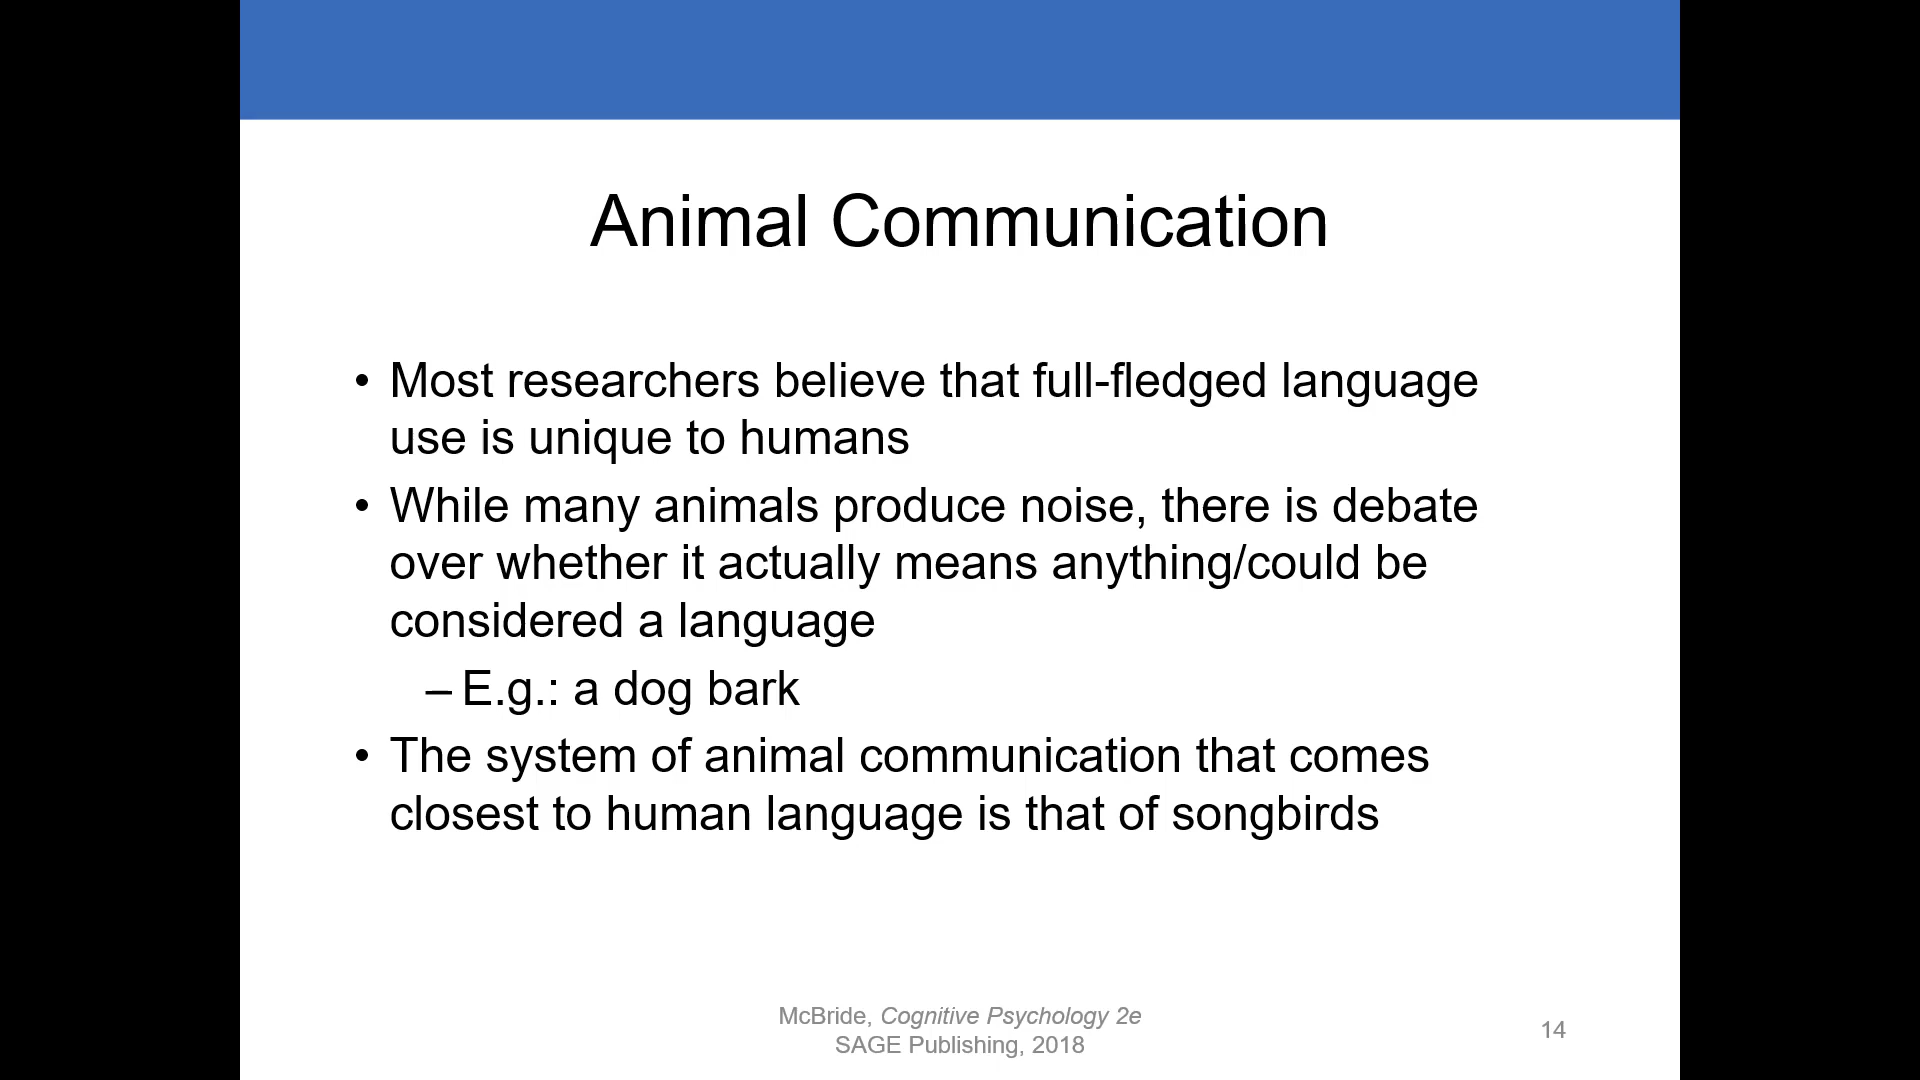 Animal Communication
• Most researchers believe that full-fledged language
use is unique to humans
• While many animals produce noise, there is debate
over whether it actually means anything/could be
considered a language
– E.g.: a dog bark
• The system of animal communication that comes
closest to human language is that of songbirds
McBride, Cognitive Psychology 2e
SAGE Publishing, 2018
14